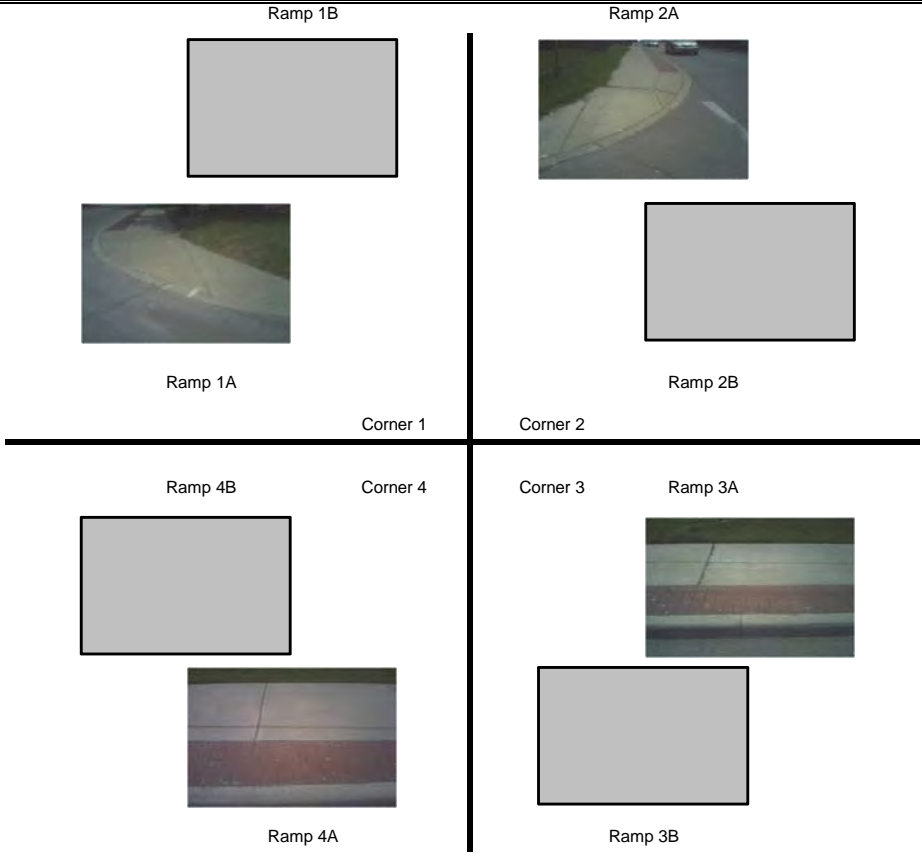 Ramp 1B Ramp 2A
Ramp 1A Ramp 2B
Corner 1 Corner 2
Ramp 4B Corner 4 Corner 3 Ramp 3A
Ramp 4A Ramp 3B